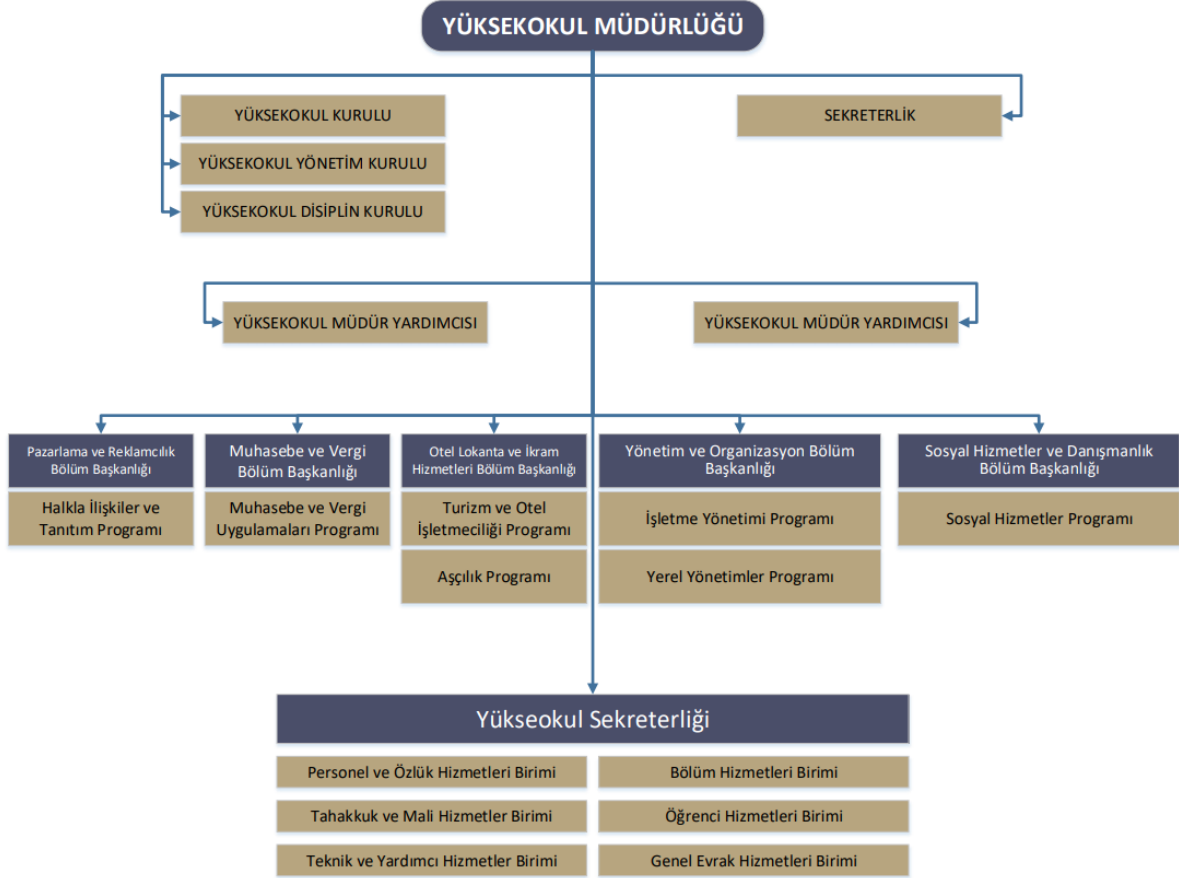 YÜKSEKOKUL MÜDÜRLÜĞÜ
YÜKSEKOKUL KURULU
SEKRETERLİK
YÜKSEKOKUL YÖNETİM KURULU
YÜKSEKOKUL DISİPLİN KURULU
YÜKSEKOKUL MÜDÜR YARDIMCISI
YÜKSEKOKUL MÜDÜR YARDIMCISI
Pazarlama ve Reklamcılık
Bölüm Başkanlığı
Halkla İlişkiler ve
Tanıtım Programı
Muhasebe ve Vergi
Bölüm Başkanlığı
Muhasebe ve Vergi
Uygulamaları Programı
Otel Lokanta ve İkram
Hizmetleri Bölüm Başkanlığı
Turizm ve Otel
İşletmeciliği Programı
Aşçılık Programı
Yönetim ve Organizasyon Bölüm
Başkanlığı
İşletme Yönetimi Programı
Yerel Yönetimler Programı
Sosyal Hizmetler ve Danışmanlık
Bölüm Başkanlığı
Sosyal Hizmetler Programı
Yükseokul Sekreterliği
Personel ve Özlük Hizmetleri Birimi
Bölüm Hizmetleri Birimi
Tahakkuk ve Mali Hizmetler Birimi
Öğrenci Hizmetleri Birimi
Teknik ve Yardımcı Hizmetler Birimi
Genel Evrak Hizmetleri Birimi